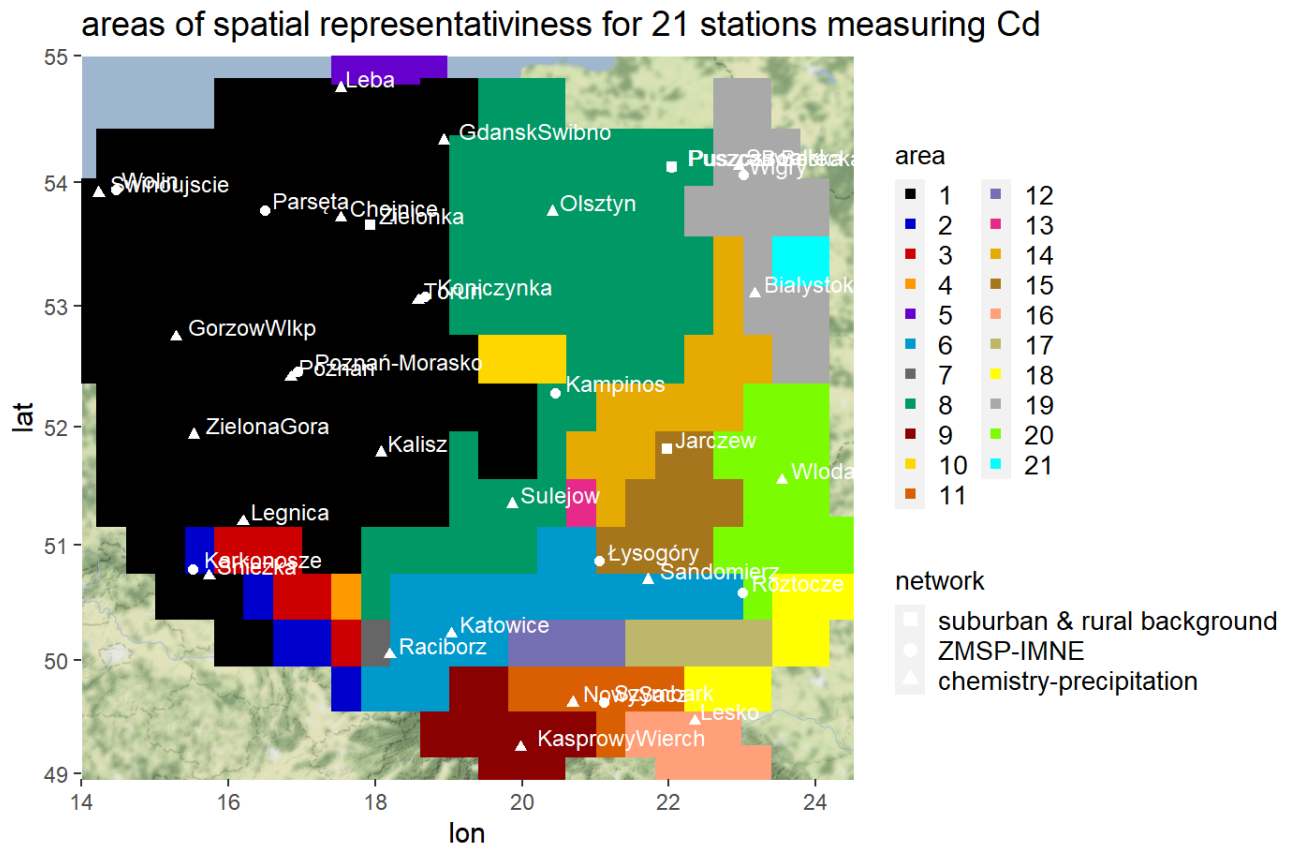 areas of spatial representativiness for 21 stations measuring Cd
55
54
53
52
51
50
49
lat
14
16
18
20
22
24
lon
Leba
GdanskSwibno
Wigry
Wolin
Swinoujscie
Parsęta
Chojnice
Zielonka
Olsztyn
Koniczynka
Torun
Bialystok
GorzowWlkp
Poznań-Morasko
Poznan
Kampinos
ZielonaGora
Kalisz
Jarczew
Wloda
Sulejow
Legnica
Karkonosze
Sniezka
Łysogóry
Sandomierz
Roztocze
Katowice
Raciborz
Lesko
KasprowyWierch
area
1
2
3
4
5
6
7
8
9
10
11
12
13
14
15
16
17
18
19
20
21
network
suburban & rural background
ZMSP-IMNE
chemistry-precipitation